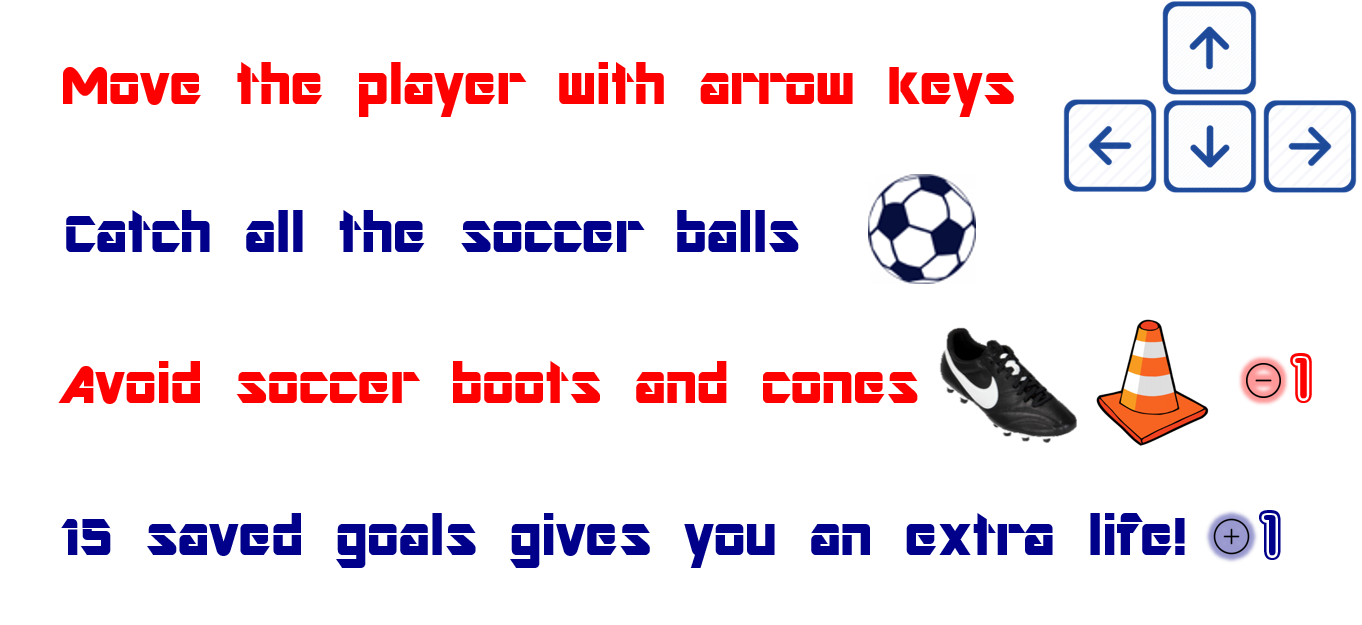 Move the player with arrow keys
Catch all the soccer balls
Avoid soccer boots and cones -1
15 saved goals gives you an extra life! +1